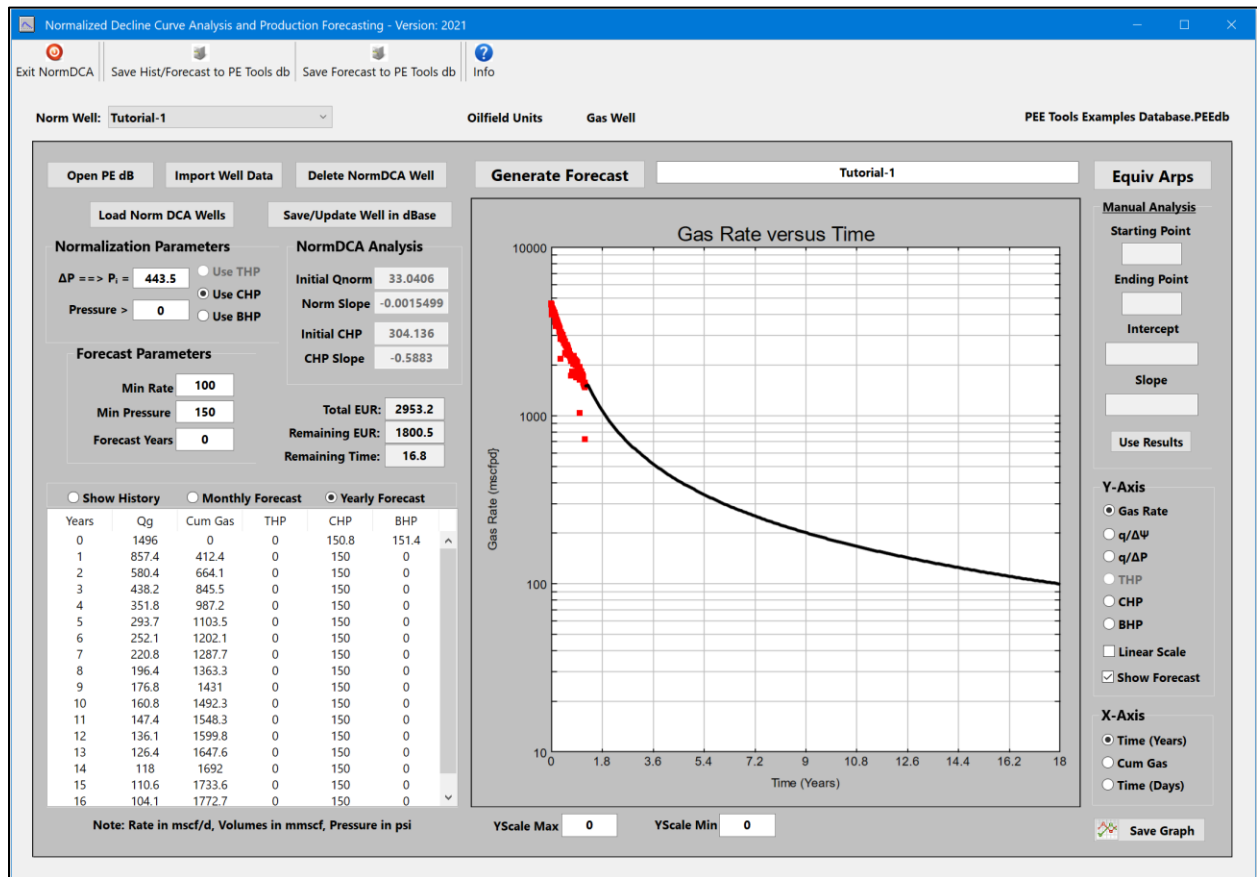 Normalized Decline Curve Analysis and Production Forecasting - Version: 2021
Exit NormDCA Save Hist/Forecast to PE Tools db Save Forecast to PE Tools db Info
Norm Well: Tutorial-1 Oilfield Units Gas Well PEE Tools Examples Database.PEEdb
Open PE dB Import Well Data Delete NormDCA Well
Load Norm DCA Wells Save/Update Well in dBase
Normalization Parameters
ΔP ==> Pi = 443.5 Use THP
Use CHP
Pressure > 0 Use BHP
NormDCA Analysis
Initial Qnorm 33.0406
Norm Slope -0.0015499
Initial CHP 304.136
CHP Slope -0.5883
Forecast Parameters
Min Rate 100
Min Pressure 150
Forecast Years 0
Total EUR: 2953.2
Remaining EUR: 1800.5
Remaining Time: 16.8
Show History Monthly Forecast Yearly Forecast
Years Qg Cum Gas THP CHP BHP
0 1496 0 0 150.8 151.4
1 857.4 412.4 0 150 0
2 580.4 664.1 0 150 0
3 438.2 845.5 0 150 0
4 351.8 987.2 0 150 0
5 293.7 1103.5 0 150 0
6 252.1 1202.1 0 150 0
7 220.8 1287.7 0 150 0
8 196.4 1363.3 0 150 0
9 176.8 1431 0 150 0
10 160.8 1492.3 0 150 0
11 147.4 1548.3 0 150 0
12 136.1 1599.8 0 150 0
13 126.4 1647.6 0 150 0
14 118 1692 0 150 0
15 110.6 1733.6 0 150 0
16 104.1 1772.7 0 150 0
Note: Rate in mscf/d, Volumes in mmscf, Pressure in psi
Generate Forecast Tutorial-1
Gas Rate versus Time
Gas Rate (mscfpd)
10000
1000
100
10
0 1.8 3.6 5.4 7.2 9 10.8 12.6 14.4 16.2 18
Time (Years)
YScale Max 0 YScale Min 0
Equiv Arps
Manual Analysis
Starting Point
Ending Point
Intercept
Slope
Use Results
Y-Axis
Gas Rate
q/ΔΨ
q/ΔP
THP
CHP
BHP
Linear Scale
Show Forecast
X-Axis
Time (Years)
Cum Gas
Time (Days)
Save Graph